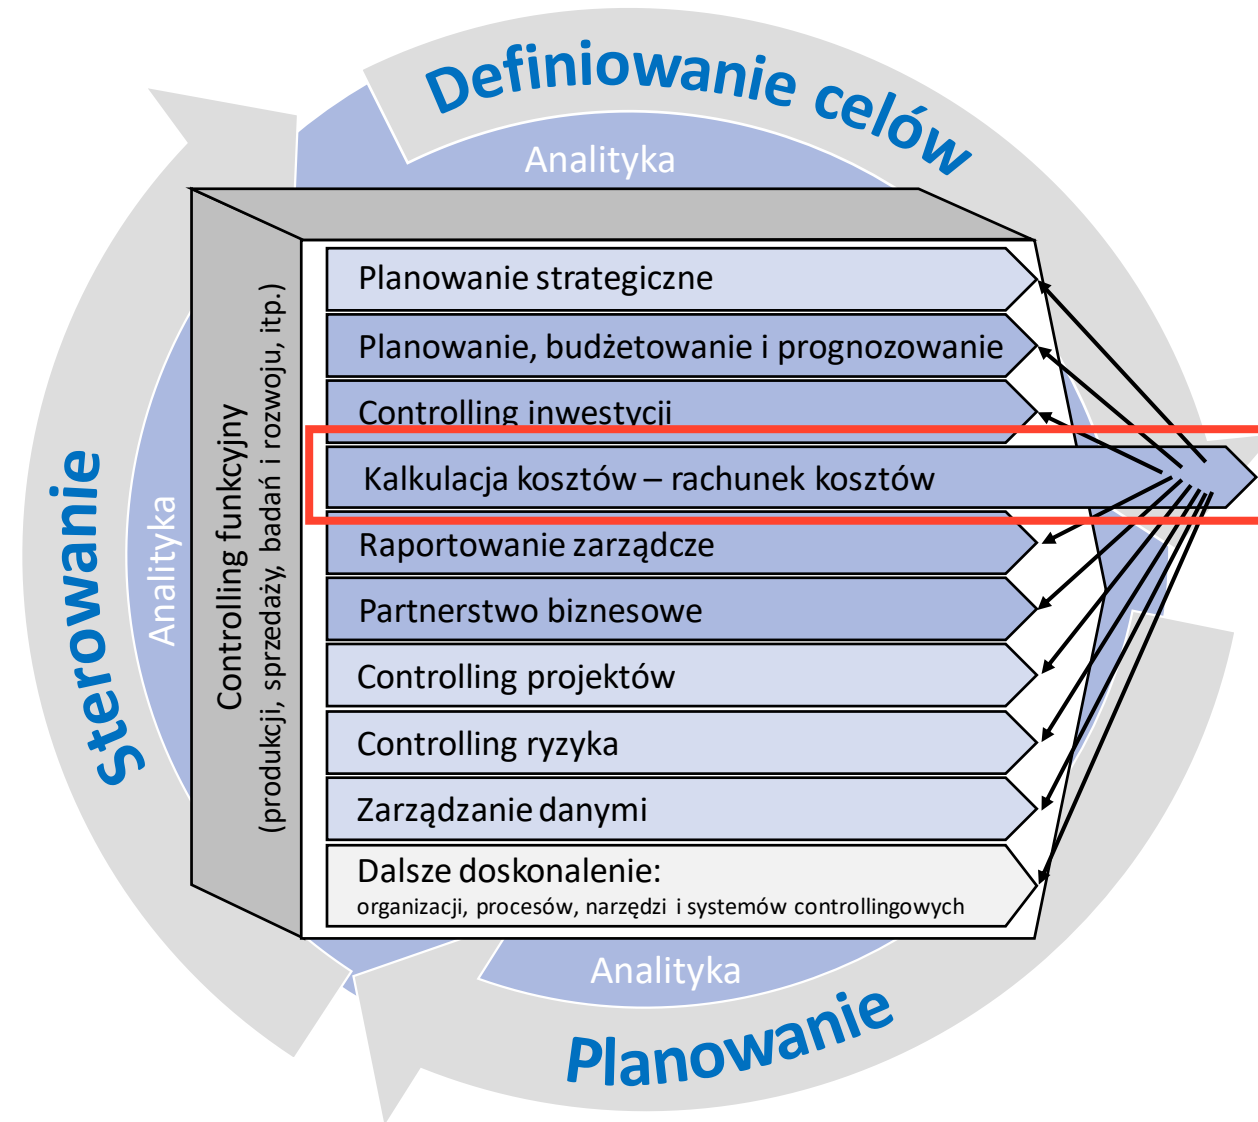 Definiowanie celów
Analityka
Sterowanie
Analityka
Controlling funkcyjny
(produkcji, sprzedaży, badań i rozwoju, itp.)
Planowanie strategiczne
Planowanie, budżetowanie i prognozowanie
Controlling inwestycji
Kalkulacja kosztów – rachunek kosztów
Raportowanie zarządcze
Partnerstwo biznesowe
Controlling projektów
Controlling ryzyka
Zarządzanie danymi
Dalsze doskonalenie:
organizacji, procesów, narzędzi i systemów controllingowych
Analityka
Planowanie